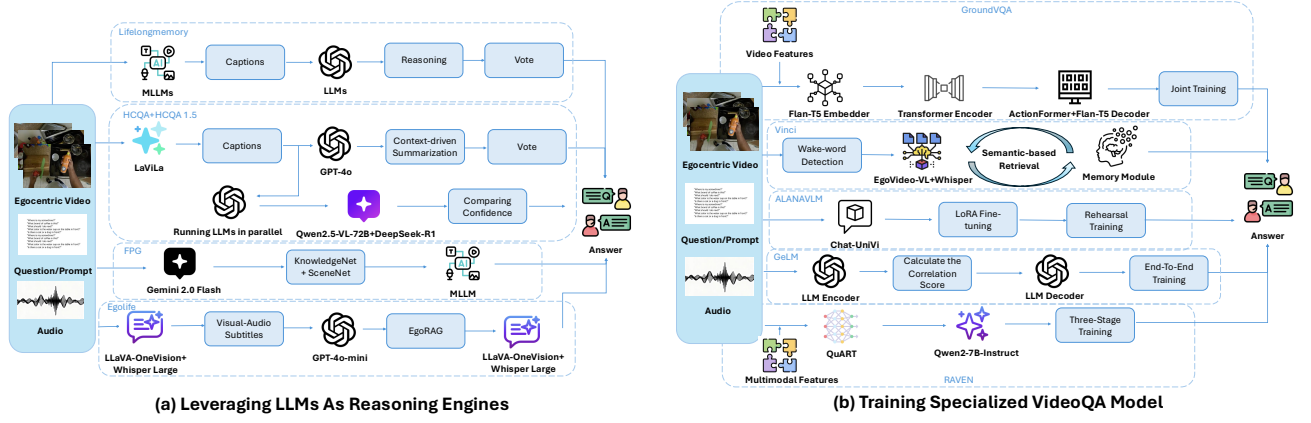 Lifelongmemory
MLLMs
Captions
LLMs
Reasoning
Vote
HCQA+HCQA 1.5
LaViLa
Captions
GPT-4o
Context-driven
Summarization
Vote
Running LLMs in parallel
Qwen2.5-VL-72B+DeepSeek-R1
Comparing
Confidence
Egocentric Video
Question/Prompt
Audio
Answer
FPG
Gemini 2.0 Flash
KnowledgeNet
+ SceneNet
MLLM
Egolife
LLaVA-OneVision+
Whisper Large
Visual-Audio
Subtitles
GPT-4o-mini
EgoRAG
LLaVA-OneVision+
Whisper Large
(a) Leveraging LLMs As Reasoning Engines
GroundVQA
Video Features
Flan-T5 Embedder
Transformer Encoder
ActionFormer+Flan-T5 Decoder
Joint Training
Vinci
Wake-word
Detection
EgoVideo-VL+Whisper
Semantic-based
Retrieval
Memory Module
Egocentric Video
Question/Prompt
Audio
Answer
ALANAVLM
Chat-UniVi
LoRA Fine-
tuning
Rehearsal
Training
GeLM
LLM Encoder
Calculate the
Correlation
Score
LLM Decoder
End-To-End
Training
Multimodal Features
QuART
Qwen2-7B-Instruct
Three-Stage
Training
RAVEN
(b) Training Specialized VideoQA Model